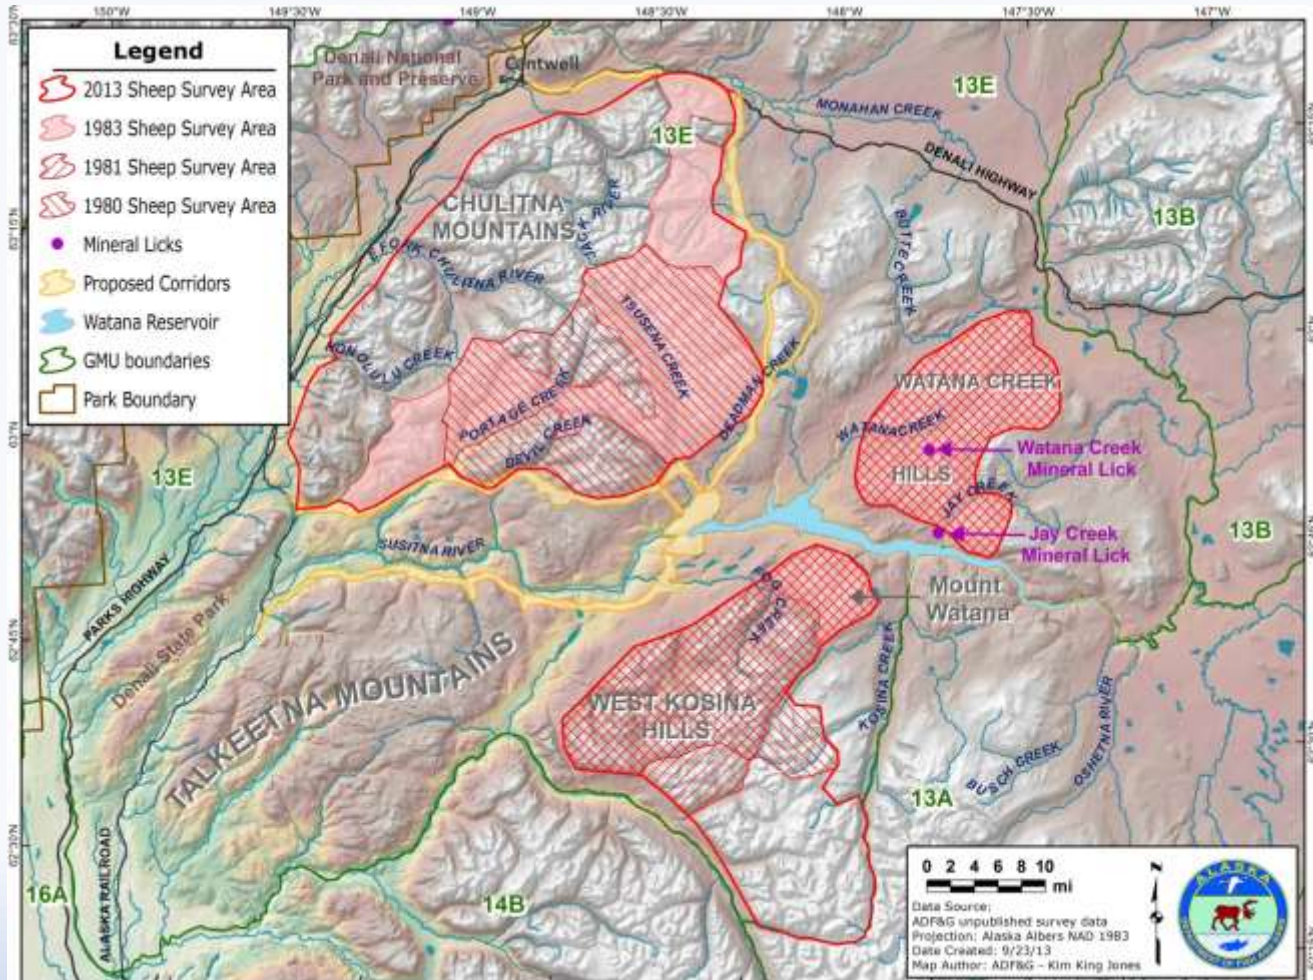 150°W
149°30'W
149°W
148°30'W
148°W
147°30'W
147°W
Legend
2013 Sheep Survey Area
1983 Sheep Survey Area
1981 Sheep Survey Area
1980 Sheep Survey Area
Mineral Licks
Proposed Corridors
Watana Reservoir
GMU boundaries
Park Boundary
Denali National
Park and Preserve
Cantwell
13E
MONAHAN CREEK
13E
DENALI HIGHWAY
CHULITNA
MOUNTAINS
JACK RIVER
BUTTE CREEK
13B
E FORK CHULITNA RIVER
TSUSENA CREEK
HONOLULU CREEK
PORTAGE CREEK
DEVIL CREEK
DEADMAN CREEK
WATANA CREEK
HILLS
WATANA CREEK
Watana Creek
Mineral Lick
JAY CREEK
Jay Creek
Mineral Lick
13E
13B
SUSITNA RIVER
PARKS HIGHWAY
Denali State Park
FOG CREEK
Mount
Watana
TALKEETNA MOUNTAINS
WEST KOSINA
HILLS
BUSCH CREEK
OSHETNA RIVER
13A
62°45'N
62°30'N
16A
ALASKA RAILROAD
14B
0 2 4 6 8 10
mi
N
Data Source:
ADF&G unpublished survey data
Projection: Alaska Albers NAD 1983
Date Created: 9/23/13
Map Author: ADF&G - Kim King Jones
ALASKA